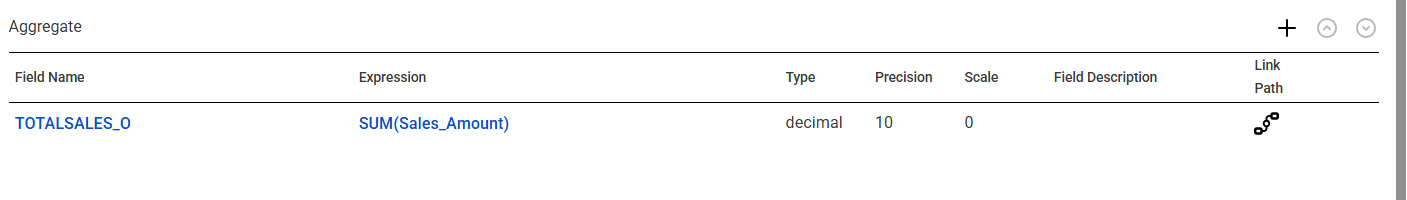 Aggregate
Field Name Expression Type Precision Scale Field Description Link Path
TOTALSALES_O SUM(Sales_Amount) decimal 10 0